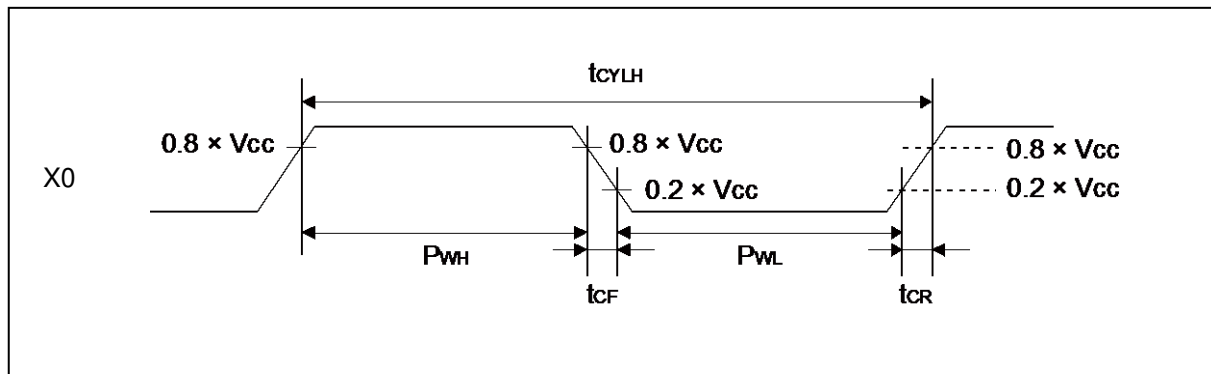 tCYLH
0.8 × Vcc
0.8 × Vcc
0.8 × Vcc
X0
0.2 × Vcc
0.2 × Vcc
PWH
PWL
tCF
tCR